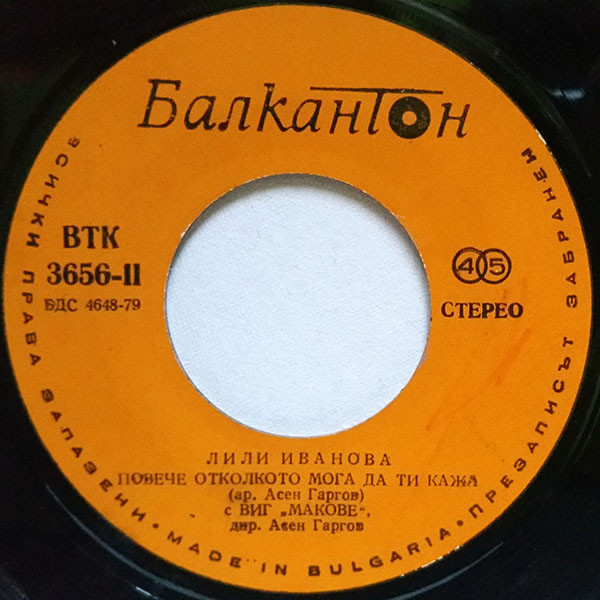 Балкантон
ВТК
3656-II
БДС 4648-79
45
СТЕРЕО
ЛИЛИ ИВАНОВА
ПОВЕЧЕ ОТКОЛКОТО МОГА ДА ТИ КАЖА
(ар. Асен Гаргов)
с ВИГ „МАКОВЕ",
дир. Асен Гаргов
ВСИЧКИ ПРАВА ЗАПАЗЕНИ • MADE IN BULGARIA • ПРЕЗАПИСЪТ ЗАБРАНЕН